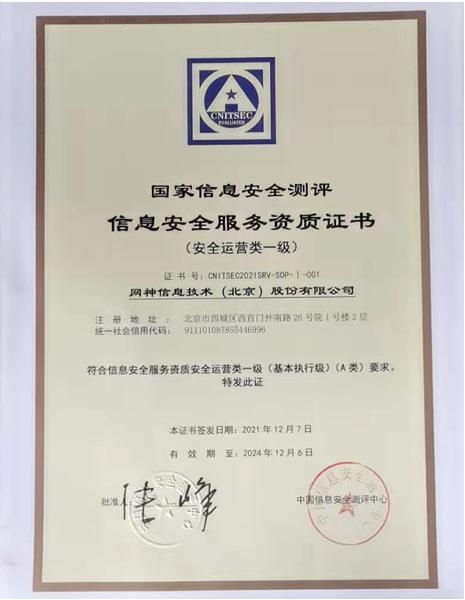 CNITSEC
EVALUATED
国家信息安全测评
信息安全服务资质证书
（安全运营类一级）
证 书 号：CNITSEC2021SRV-SOP-Ⅰ-001
网神信息技术（北京）股份有限公司
注 册 地 址： 北京市西城区西直门外南路26号院1号楼2层
统一社会信用代码： 911101087855446996
符合信息安全服务资质安全运营类一级（基本执行级）（A类）要求。
特发此证
本证书签发日期：2021年12月7日
有 效 期 至：2024年12月6日
批准人
中国信息安全测评中心